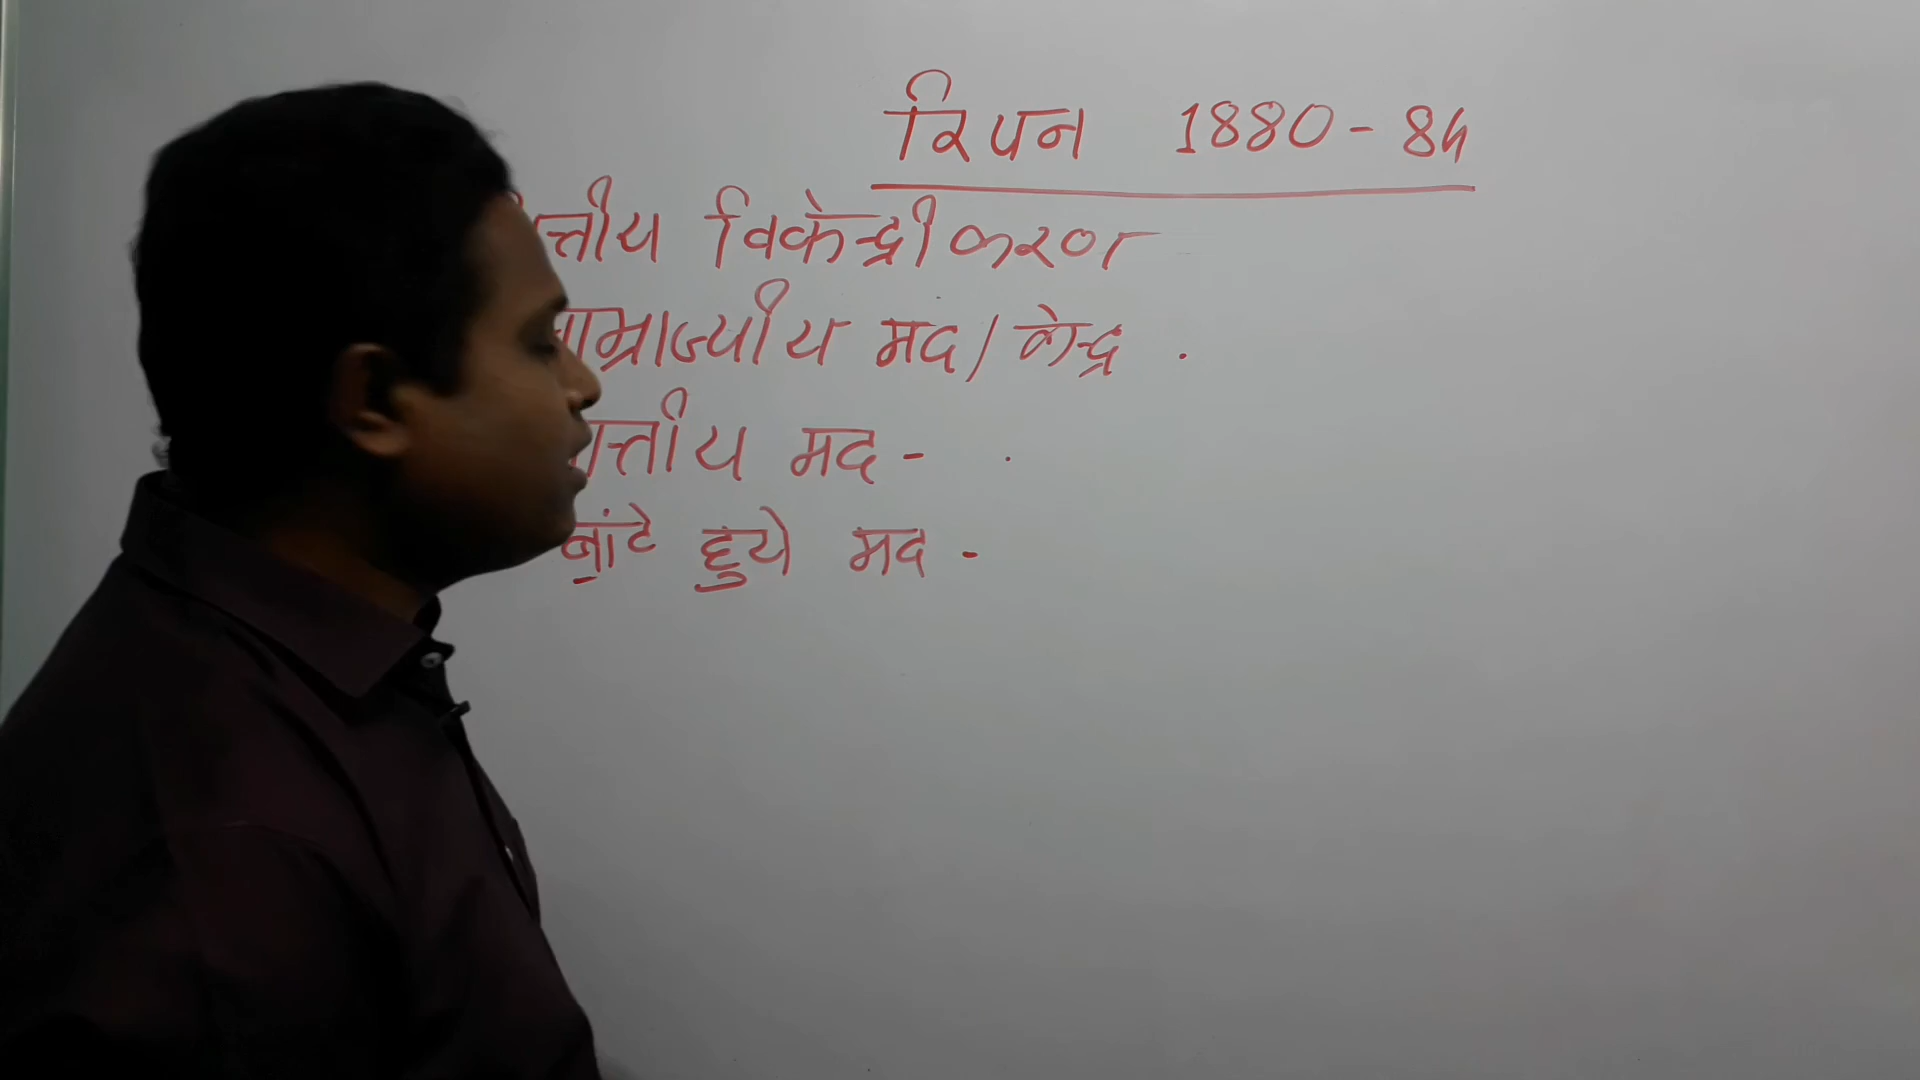 रिपन 1880-84
वित्तीय विकेन्द्रीकरण
साम्राज्यीय मद/केन्द्र .
मद - .
बांटे हुये मद -